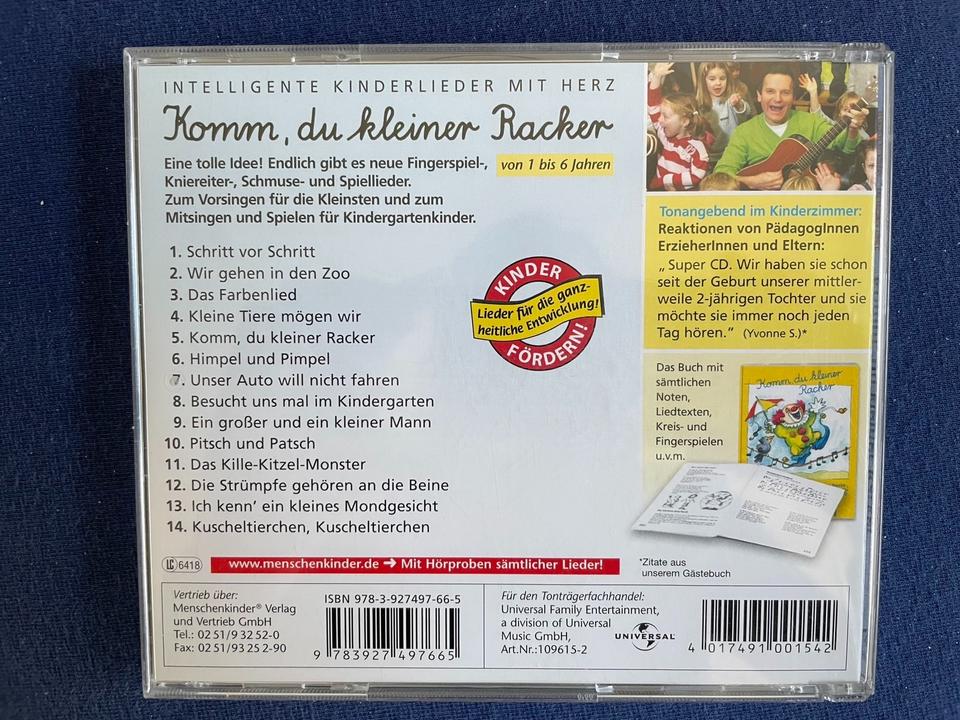 INTELLIGENTE KINDERLIEDER MIT HERZ
Komm, du kleiner Racker
Eine tolle Idee! Endlich gibt es neue Fingerspiel-,
Kniereiter-, Schmuse- und Spiellieder.
Zum Vorsingen für die Kleinsten und zum
Mitsingen und Spielen für Kindergartenkinder.
von 1 bis 6 Jahren
1. Schritt vor Schritt
2. Wir gehen in den Zoo
3. Das Farbenlied
4. Kleine Tiere mögen wir
5. Komm, du kleiner Racker
6. Himpel und Pimpel
7. Unser Auto will nicht fahren
8. Besucht uns mal im Kindergarten
9. Ein großer und ein kleiner Mann
10. Pitsch und Patsch
11. Das Kille-Kitzel-Monster
12. Die Strümpfe gehören an die Beine
13. Ich kenn' ein kleines Mondgesicht
14. Kuscheltierchen, Kuscheltierchen
KINDER
Lieder für die ganz-
heitliche Entwicklung!
FÖRDERN!
Tonangebend im Kinderzimmer:
Reaktionen von PädagogInnen
ErzieherInnen und Eltern:
„Super CD. Wir haben sie schon
seit der Geburt unserer mittler-
weile 2-jährigen Tochter und sie
möchte sie immer noch jeden
Tag hören.“ (Yvonne S.)*
Das Buch mit
sämtlichen
Noten,
Liedtexten,
Kreis- und
Fingerspielen
u.v.m.
Komm du kleiner
Racker
*Zitate aus
unserem Gästebuch
LC 6418
www.menschenkinder.de ➔ Mit Hörproben sämtlicher Lieder!
Vertrieb über:
Menschenkinder® Verlag
und Vertrieb GmbH
Tel.: 02 51/9 32 52-0
Fax: 02 51/93 25 2-90
ISBN 978-3-927497-66-5
9 783927 497665
Für den Tonträgerfachhandel:
Universal Family Entertainment,
a division of Universal
Music GmbH,
Art.Nr.:109615-2
UNIVERSAL
4 017491 001542